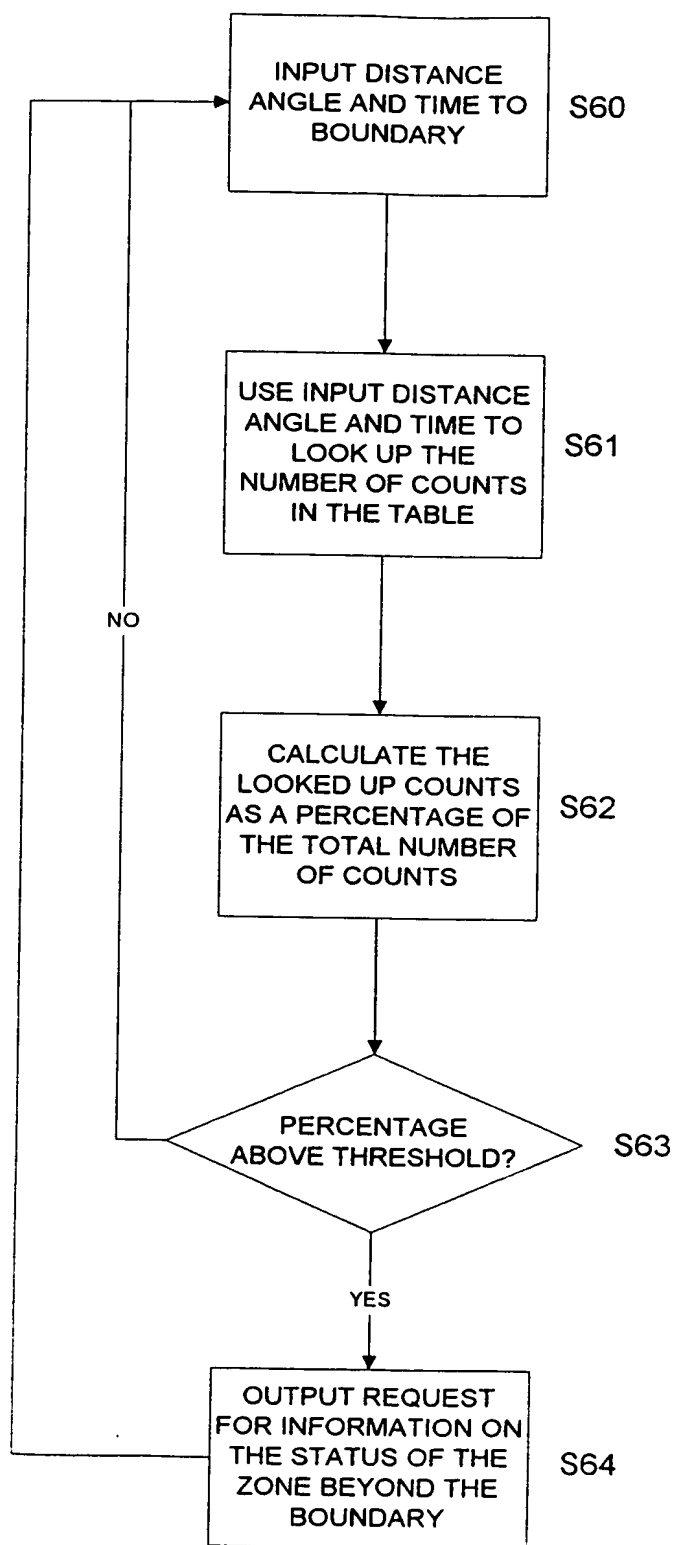 INPUT DISTANCE
ANGLE AND TIME TO
BOUNDARY
S60
USE INPUT DISTANCE
ANGLE AND TIME TO
LOOK UP THE
NUMBER OF COUNTS
IN THE TABLE
S61
NO
CALCULATE THE
LOOKED UP COUNTS
AS A PERCENTAGE OF
THE TOTAL NUMBER
OF COUNTS
S62
PERCENTAGE
ABOVE THRESHOLD?
S63
YES
OUTPUT REQUEST
FOR INFORMATION ON
THE STATUS OF THE
ZONE BEYOND THE
BOUNDARY
S64